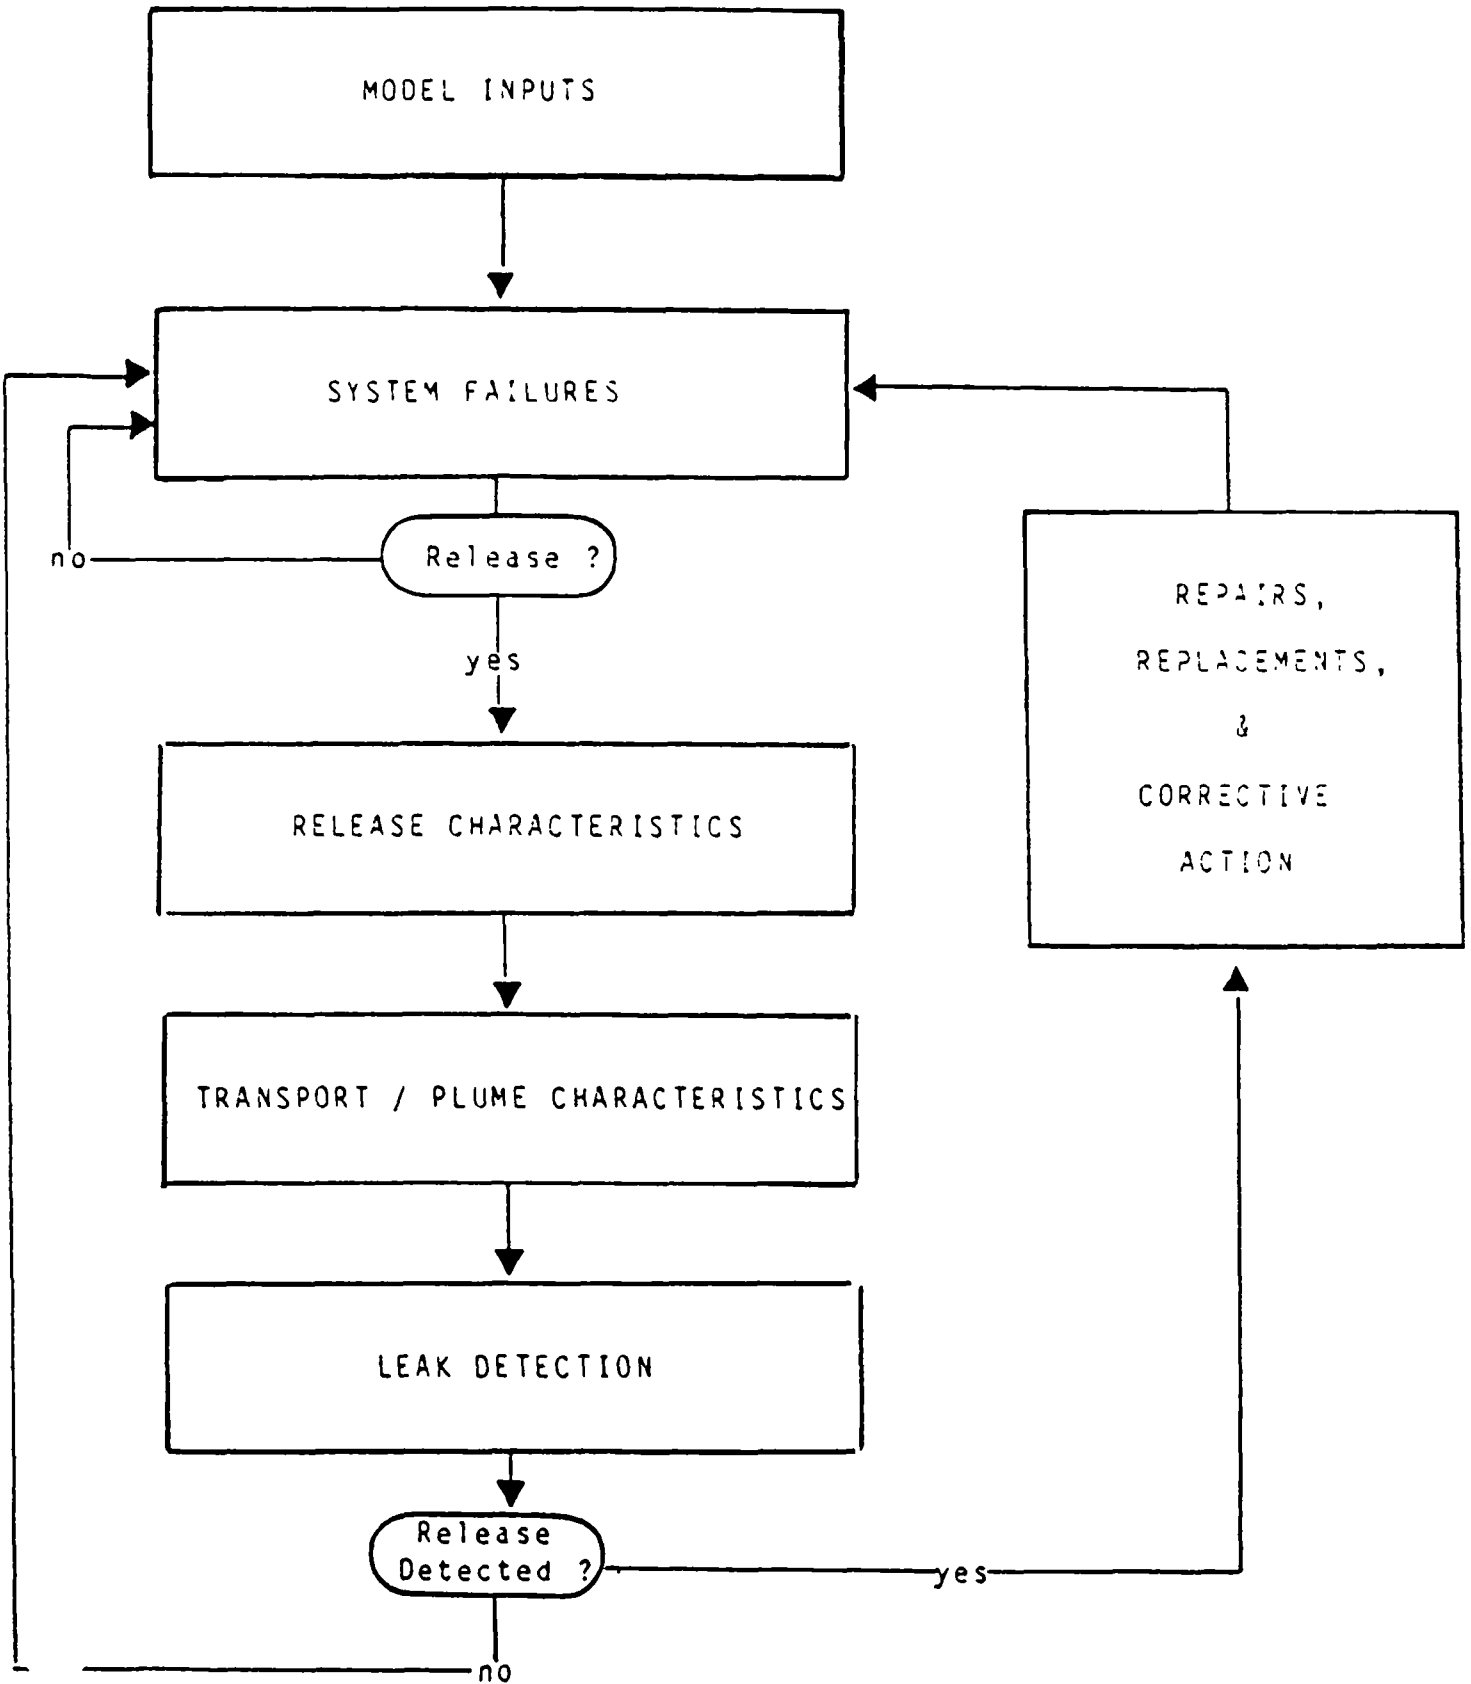 MODEL INPUTS
SYSTEM FAILURES
Release ?
no
yes
RELEASE CHARACTERISTICS
TRANSPORT / PLUME CHARACTERISTICS
LEAK DETECTION
Release
Detected ?
yes
no
REPAIRS,
REPLACEMENTS,
&
CORRECTIVE
ACTION